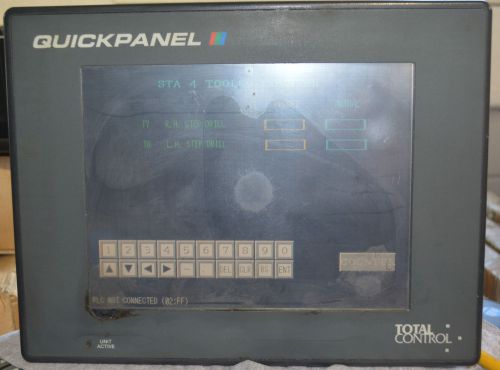 QUICKPANEL
STA 4
R.H. STEP DRILL
L.H. STEP DRILL
1 2 3 4 5 6 7 8 9 0
DEL CLR BS ENT
PLC NOT CONNECTED (02:FF)
UNIT
ACTIVE
TOTAL
CONTROL